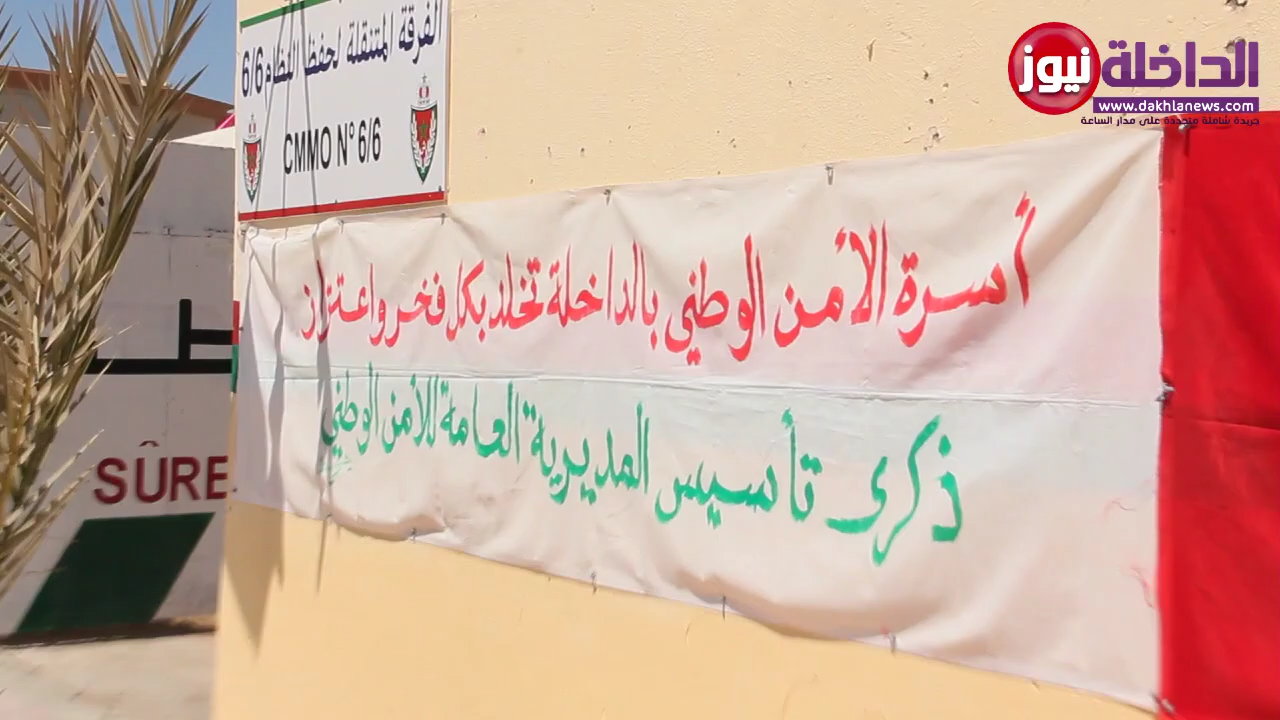 الفرقة المتنقلة لحفظ النظام 6/6
CMMO N° 6/6
الداخلة نيوز
www.dakhlanews.com
جريدة شاملة متجددة على مدار الساعة
أسرة الأمن الوطني بالداخلة تخلد بكل فخر واعتزاز
ذكرى تأسيس المديرية العامة للأمن الوطني
SÛRE